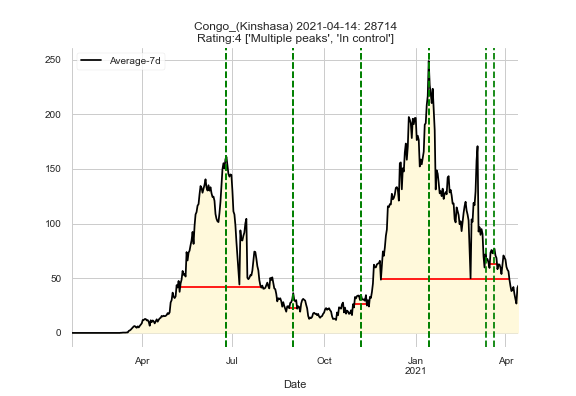 Congo_(Kinshasa) 2021-04-14: 28714
Rating:4 ['Multiple peaks', 'In control']
Average-7d
250
200
150
100
50
0
Apr
Jul
Oct
Jan
2021
Apr
Date